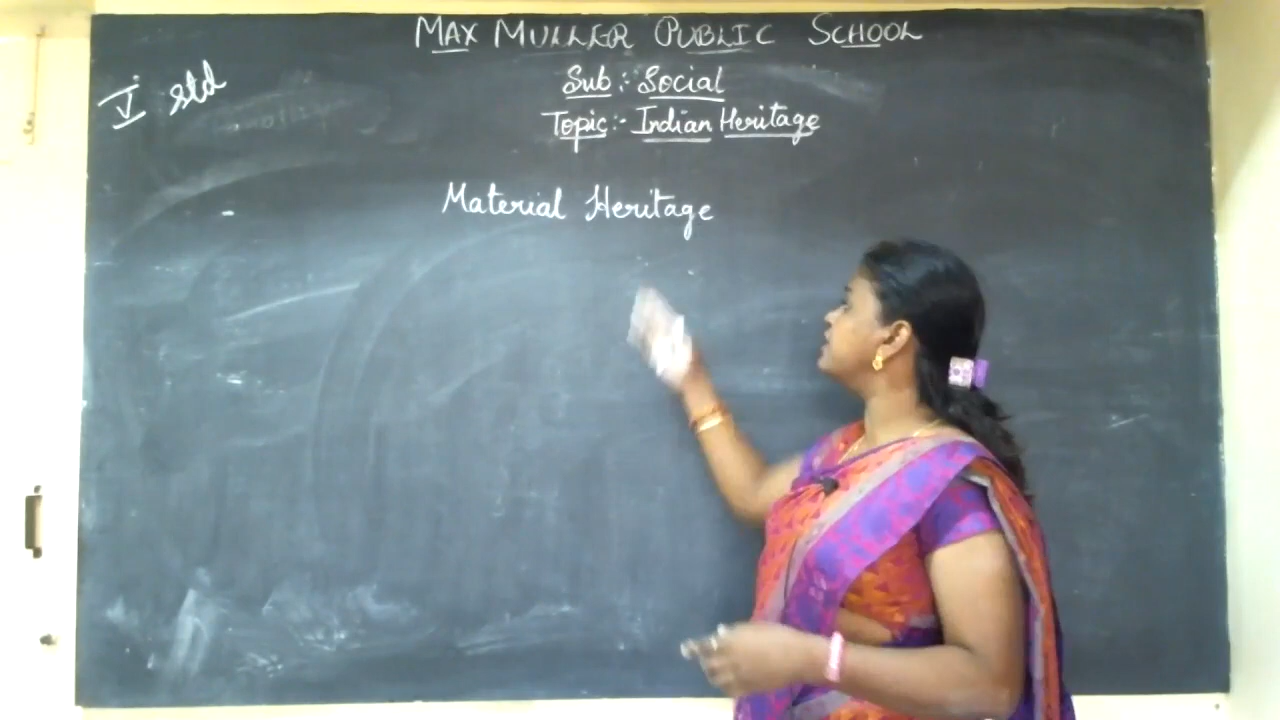 MAX MULLER PUBLIC SCHOOL
V std
Sub :- Social
Topic :- Indian Heritage
Material Heritage